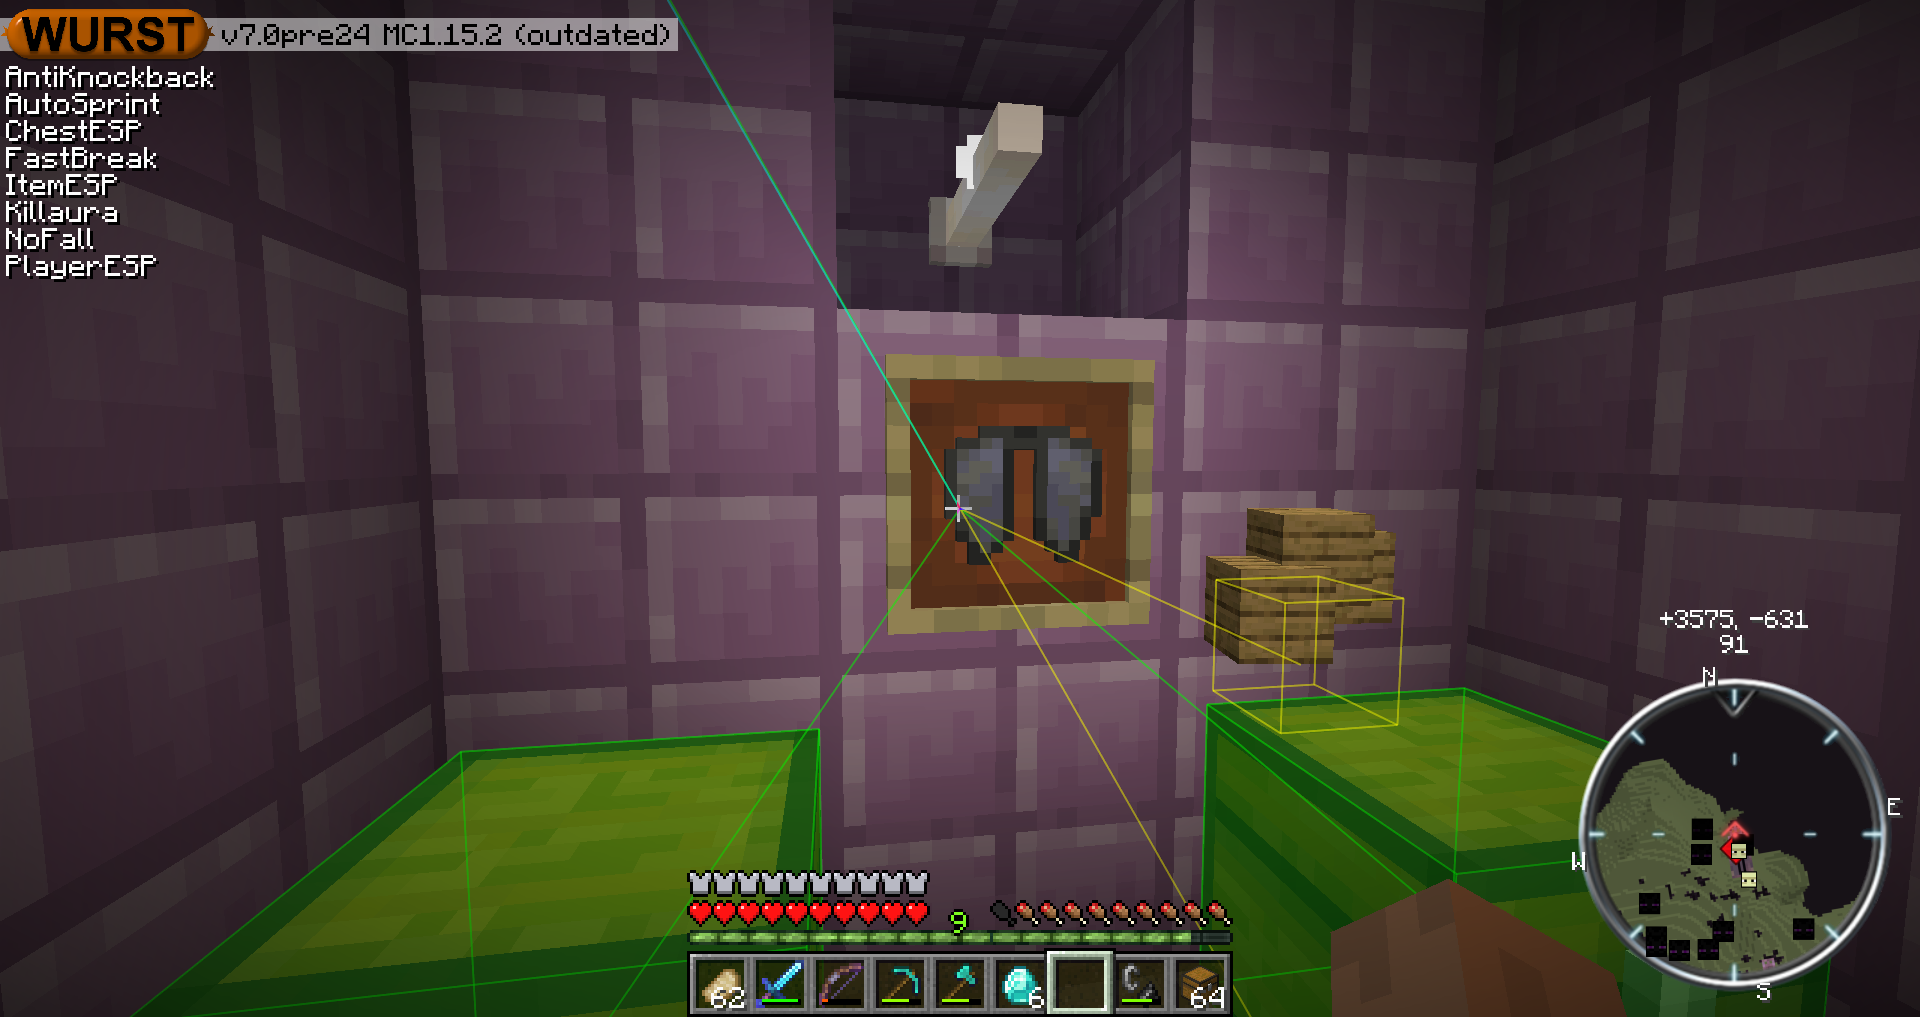 WURST v7.0pre24 MC1.15.2 (outdated)
AntiKnockback
AutoSprint
ChestESP
FastBreak
ItemESP
Killaura
NoFall
PlayerESP
+3575, -631
91
N
E
W
S
9
62
6
64